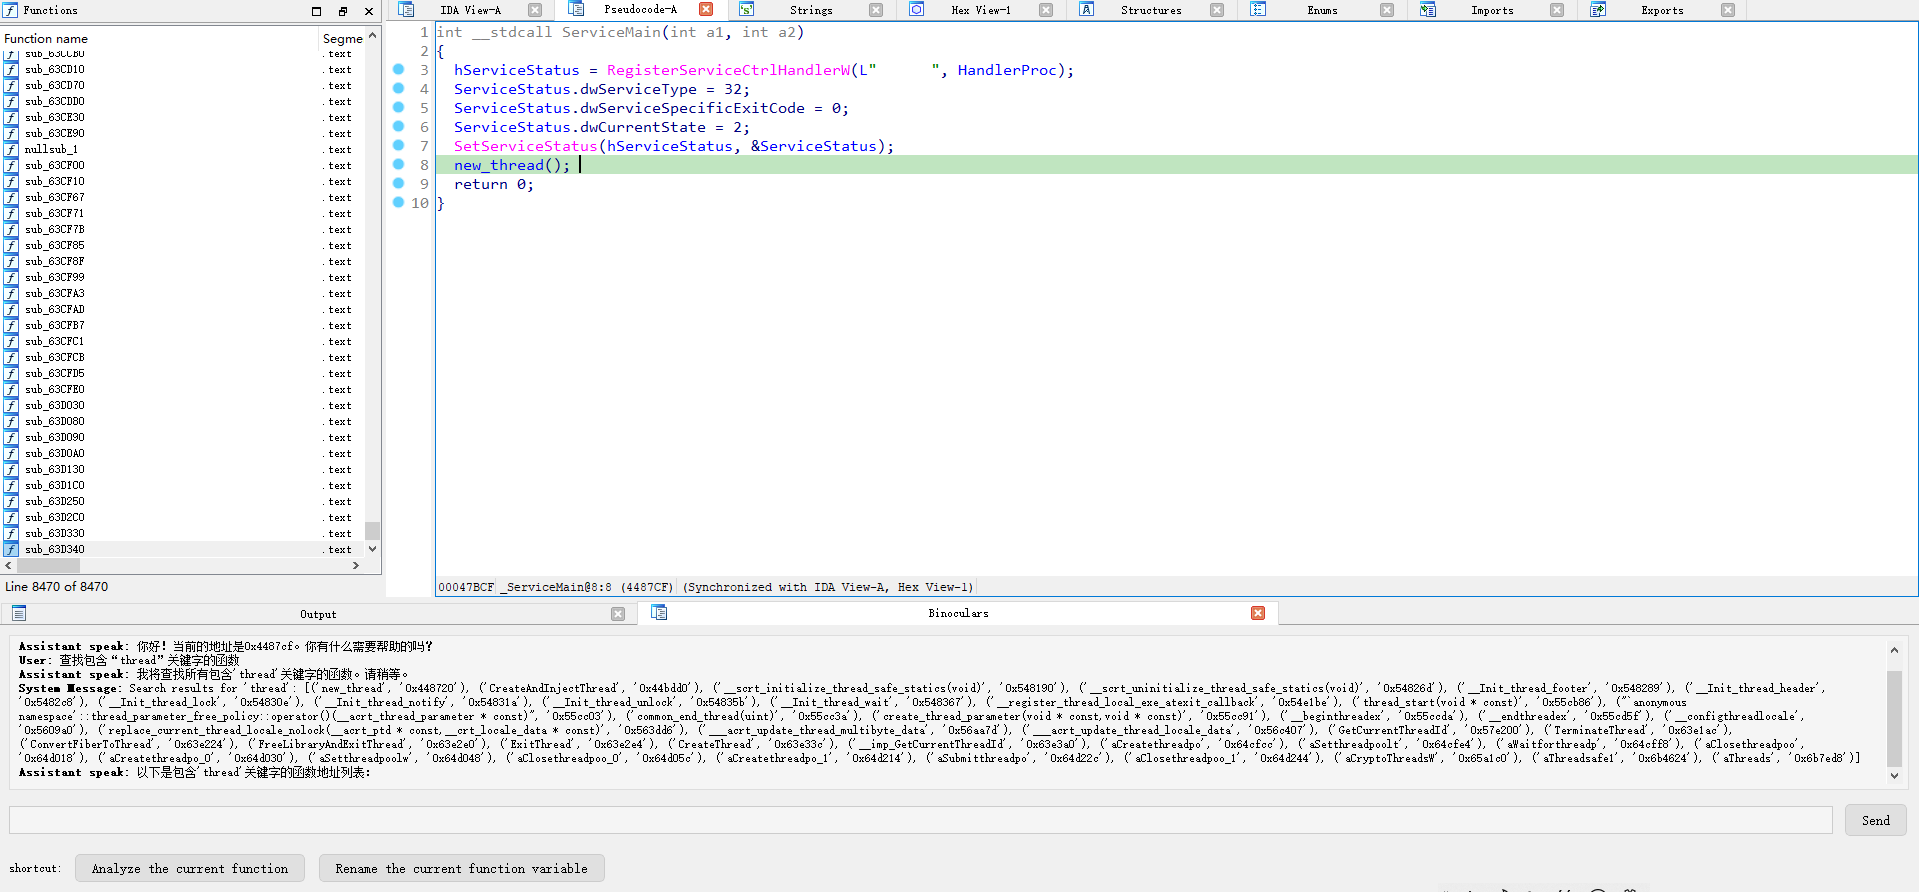 Functions
Function name Segme
sub_63CCB0 .text
sub_63CD10 .text
sub_63CD70 .text
sub_63CDD0 .text
sub_63CE30 .text
sub_63CE90 .text
nullsub_1 .text
sub_63CF00 .text
sub_63CF10 .text
sub_63CF67 .text
sub_63CF71 .text
sub_63CF7B .text
sub_63CF85 .text
sub_63CF8F .text
sub_63CF99 .text
sub_63CFA3 .text
sub_63CFAD .text
sub_63CFB7 .text
sub_63CFC1 .text
sub_63CFCB .text
sub_63CFD5 .text
sub_63CFE0 .text
sub_63D030 .text
sub_63D080 .text
sub_63D090 .text
sub_63D0A0 .text
sub_63D130 .text
sub_63D1C0 .text
sub_63D250 .text
sub_63D2C0 .text
sub_63D330 .text
sub_63D340 .text
Line 8470 of 8470
IDA View-A Pseudocode-A Strings Hex View-1 Structures Enums Imports Exports
1 int __stdcall ServiceMain(int a1, int a2)
2 {
3 hServiceStatus = RegisterServiceCtrlHandlerW(L"      ", HandlerProc);
4 ServiceStatus.dwServiceType = 32;
5 ServiceStatus.dwServiceSpecificExitCode = 0;
6 ServiceStatus.dwCurrentState = 2;
7 SetServiceStatus(hServiceStatus, &ServiceStatus);
8 new_thread();
9 return 0;
10 }
00047BCF _ServiceMain@8:8 (4487CF) (Synchronized with IDA View-A, Hex View-1)
Output Binoculars
Assistant speak: 你好！当前的地址是0x4487cf。你有什么需要帮助的吗？
User: 查找包含“thread”关键字的函数
Assistant speak: 我将查找所有包含'thread'关键字的函数。请稍等。
System Message: Search results for 'thread': [('new_thread', '0x448720'), ('CreateAndInjectThread', '0x44bdd0'), ('__scrt_initialize_thread_safe_statics(void)', '0x548190'), ('__scrt_uninitialize_thread_safe_statics(void)', '0x54826d'), ('__Init_thread_footer', '0x548289'), ('__Init_thread_header',
'0x5482c8'), ('__Init_thread_lock', '0x54830e'), ('__Init_thread_notify', '0x54831a'), ('__Init_thread_unlock', '0x54835b'), ('__Init_thread_wait', '0x548367'), ('__register_thread_local_exe_atexit_callback', '0x54e1be'), ('thread_start(void * const)', '0x55cb86'), ("`anonymous
namespace'::thread_parameter_free_policy::operator()(__acrt_thread_parameter * const)", '0x55cc03'), ('common_end_thread(uint)', '0x55cc3a'), ('create_thread_parameter(void * const,void * const)', '0x55cc91'), ('__beginthreadex', '0x55ccda'), ('__endthreadex', '0x55cd5f'), ('__configthreadlocale',
'0x5609a0'), ('replace_current_thread_locale_nolock(__acrt_ptd * const,__crt_locale_data * const)', '0x563dd6'), ('___acrt_update_thread_multibyte_data', '0x56aa7d'), ('___acrt_update_thread_locale_data', '0x56c407'), ('GetCurrentThreadId', '0x57e200'), ('TerminateThread', '0x63e1ac'),
('ConvertFiberToThread', '0x63e224'), ('FreeLibraryAndExitThread', '0x63e2e0'), ('ExitThread', '0x63e2e4'), ('CreateThread', '0x63e33c'), ('__imp_GetCurrentThreadId', '0x63e3a0'), ('aCreatethreadpo', '0x64cfcc'), ('aSetthreadpoolt', '0x64cfe4'), ('aWaitforthreadp', '0x64cff8'), ('aClosethreadpoo',
'0x64d018'), ('aCreatethreadpo_0', '0x64d030'), ('aSetthreadpoolw', '0x64d048'), ('aClosethreadpoo_0', '0x64d05c'), ('aCreatethreadpo_1', '0x64d214'), ('aSubmitthreadpo', '0x64d22c'), ('aClosethreadpoo_1', '0x64d244'), ('aCryptoThreadsW', '0x65a1c0'), ('aThreadsafe1', '0x6b4624'), ('aThreads', '0x6b7ed8')]
Assistant speak: 以下是包含'thread'关键字的函数地址列表：
Send
shortcut: Analyze the current function Rename the current function variable